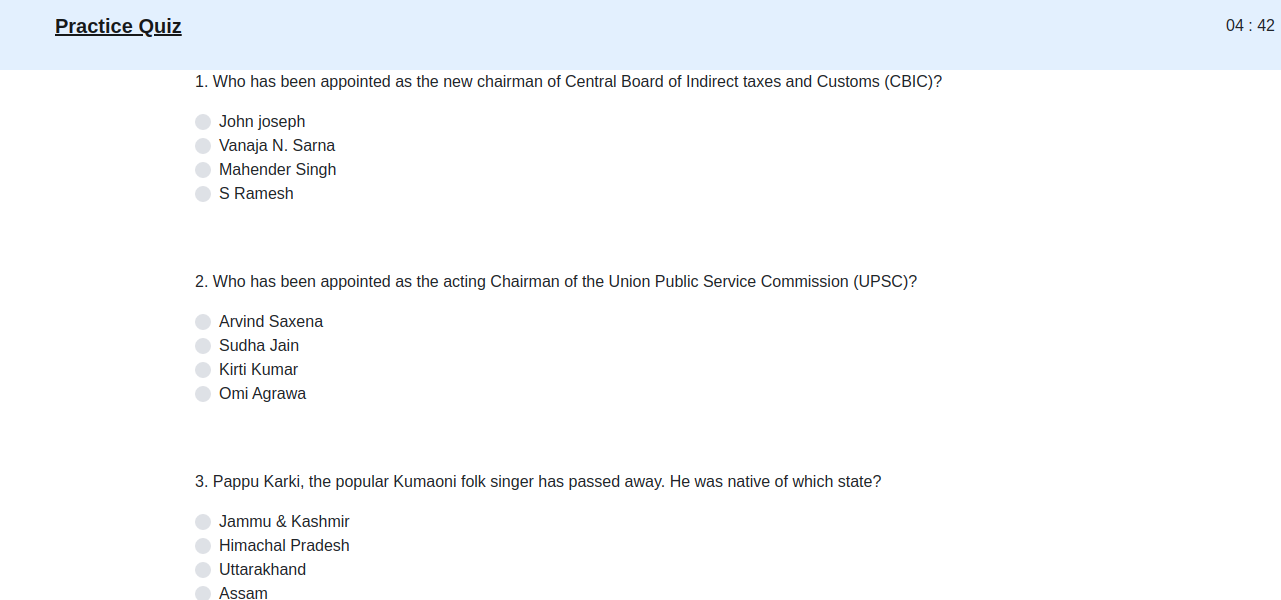 Practice Quiz
04 : 42
1. Who has been appointed as the new chairman of Central Board of Indirect taxes and Customs (CBIC)?
John joseph
Vanaja N. Sarna
Mahender Singh
S Ramesh
2. Who has been appointed as the acting Chairman of the Union Public Service Commission (UPSC)?
Arvind Saxena
Sudha Jain
Kirti Kumar
Omi Agrawa
3. Pappu Karki, the popular Kumaoni folk singer has passed away. He was native of which state?
Jammu & Kashmir
Himachal Pradesh
Uttarakhand
Assam